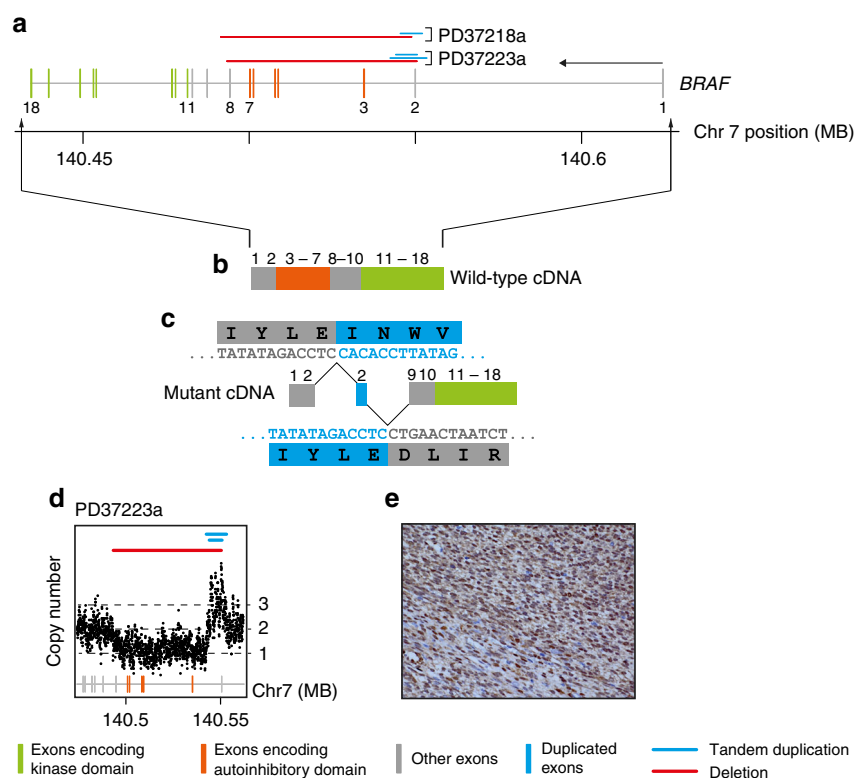 a
PD37218a
PD37223a
BRAF
18 11 8 7 3 2 1
Chr 7 position (MB)
140.45 140.6
b
1 2 3 – 7 8–10 11 – 18
Wild-type cDNA
c
I Y L E I N W V
...TATATAGACCTCCACACCTTATAG...
Mutant cDNA
1 2 2 9 10 11 – 18
...TATATAGACCTCCTGAACTAATCT...
I Y L E D L I R
d
PD37223a
Copy number
3
2
1
Chr7 (MB)
140.5 140.55
e
Exons encoding kinase domain
Exons encoding autoinhibitory domain
Other exons
Duplicated exons
Tandem duplication
Deletion